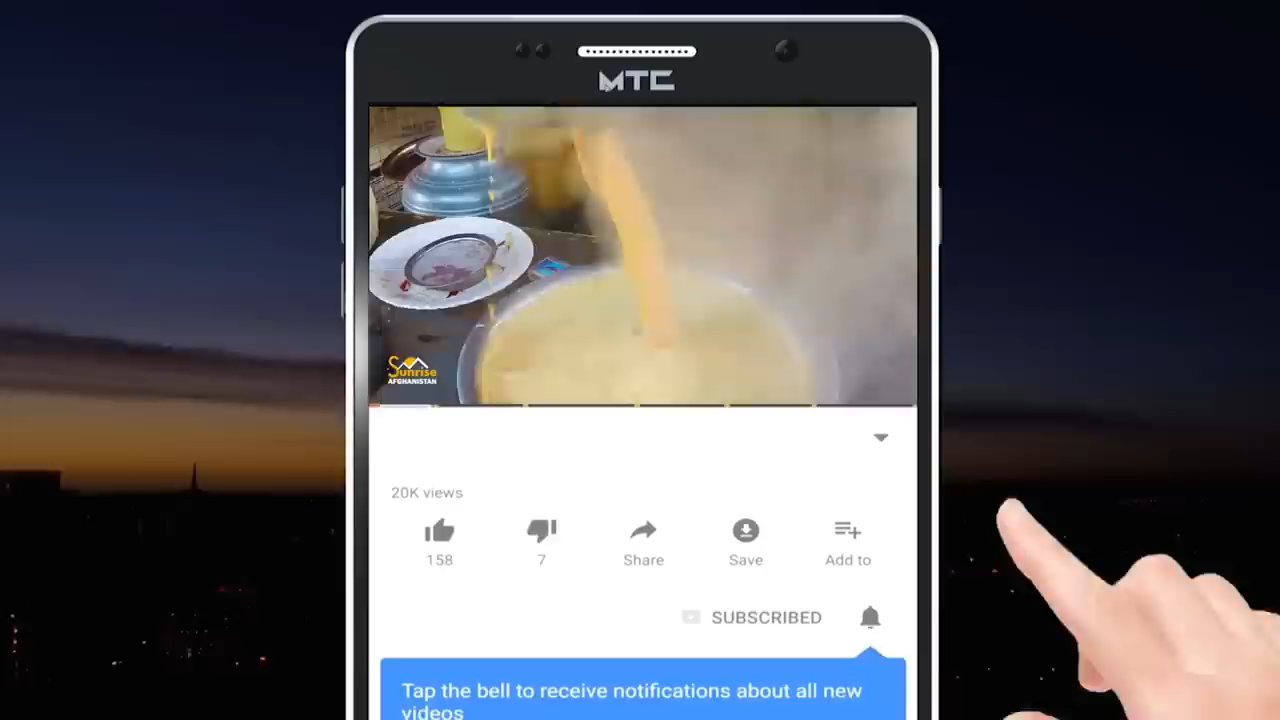 MTC
Sunrise
AFGHANISTAN
20K views
158
7
Share
Save
Add to
SUBSCRIBED
Tap the bell to receive notifications about all new
videos